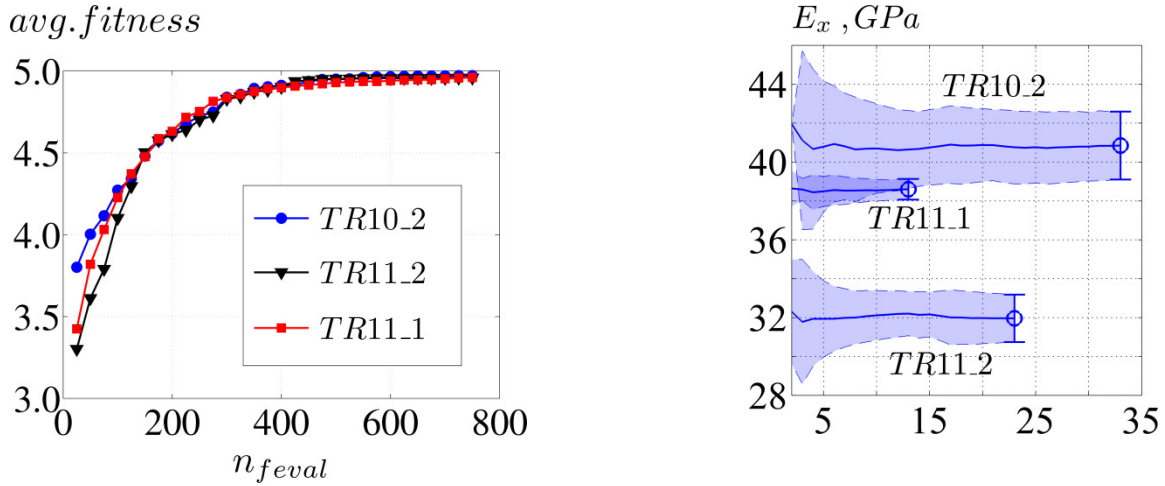 avg.fitness
5.0
4.5
4.0
3.5
3.0
0 200 400 600 800
n_feval
TR10_2
TR11_2
TR11_1
E_x ,GPa
44
40
36
32
28
5 15 25 35
TR10_2
TR11_1
TR11_2